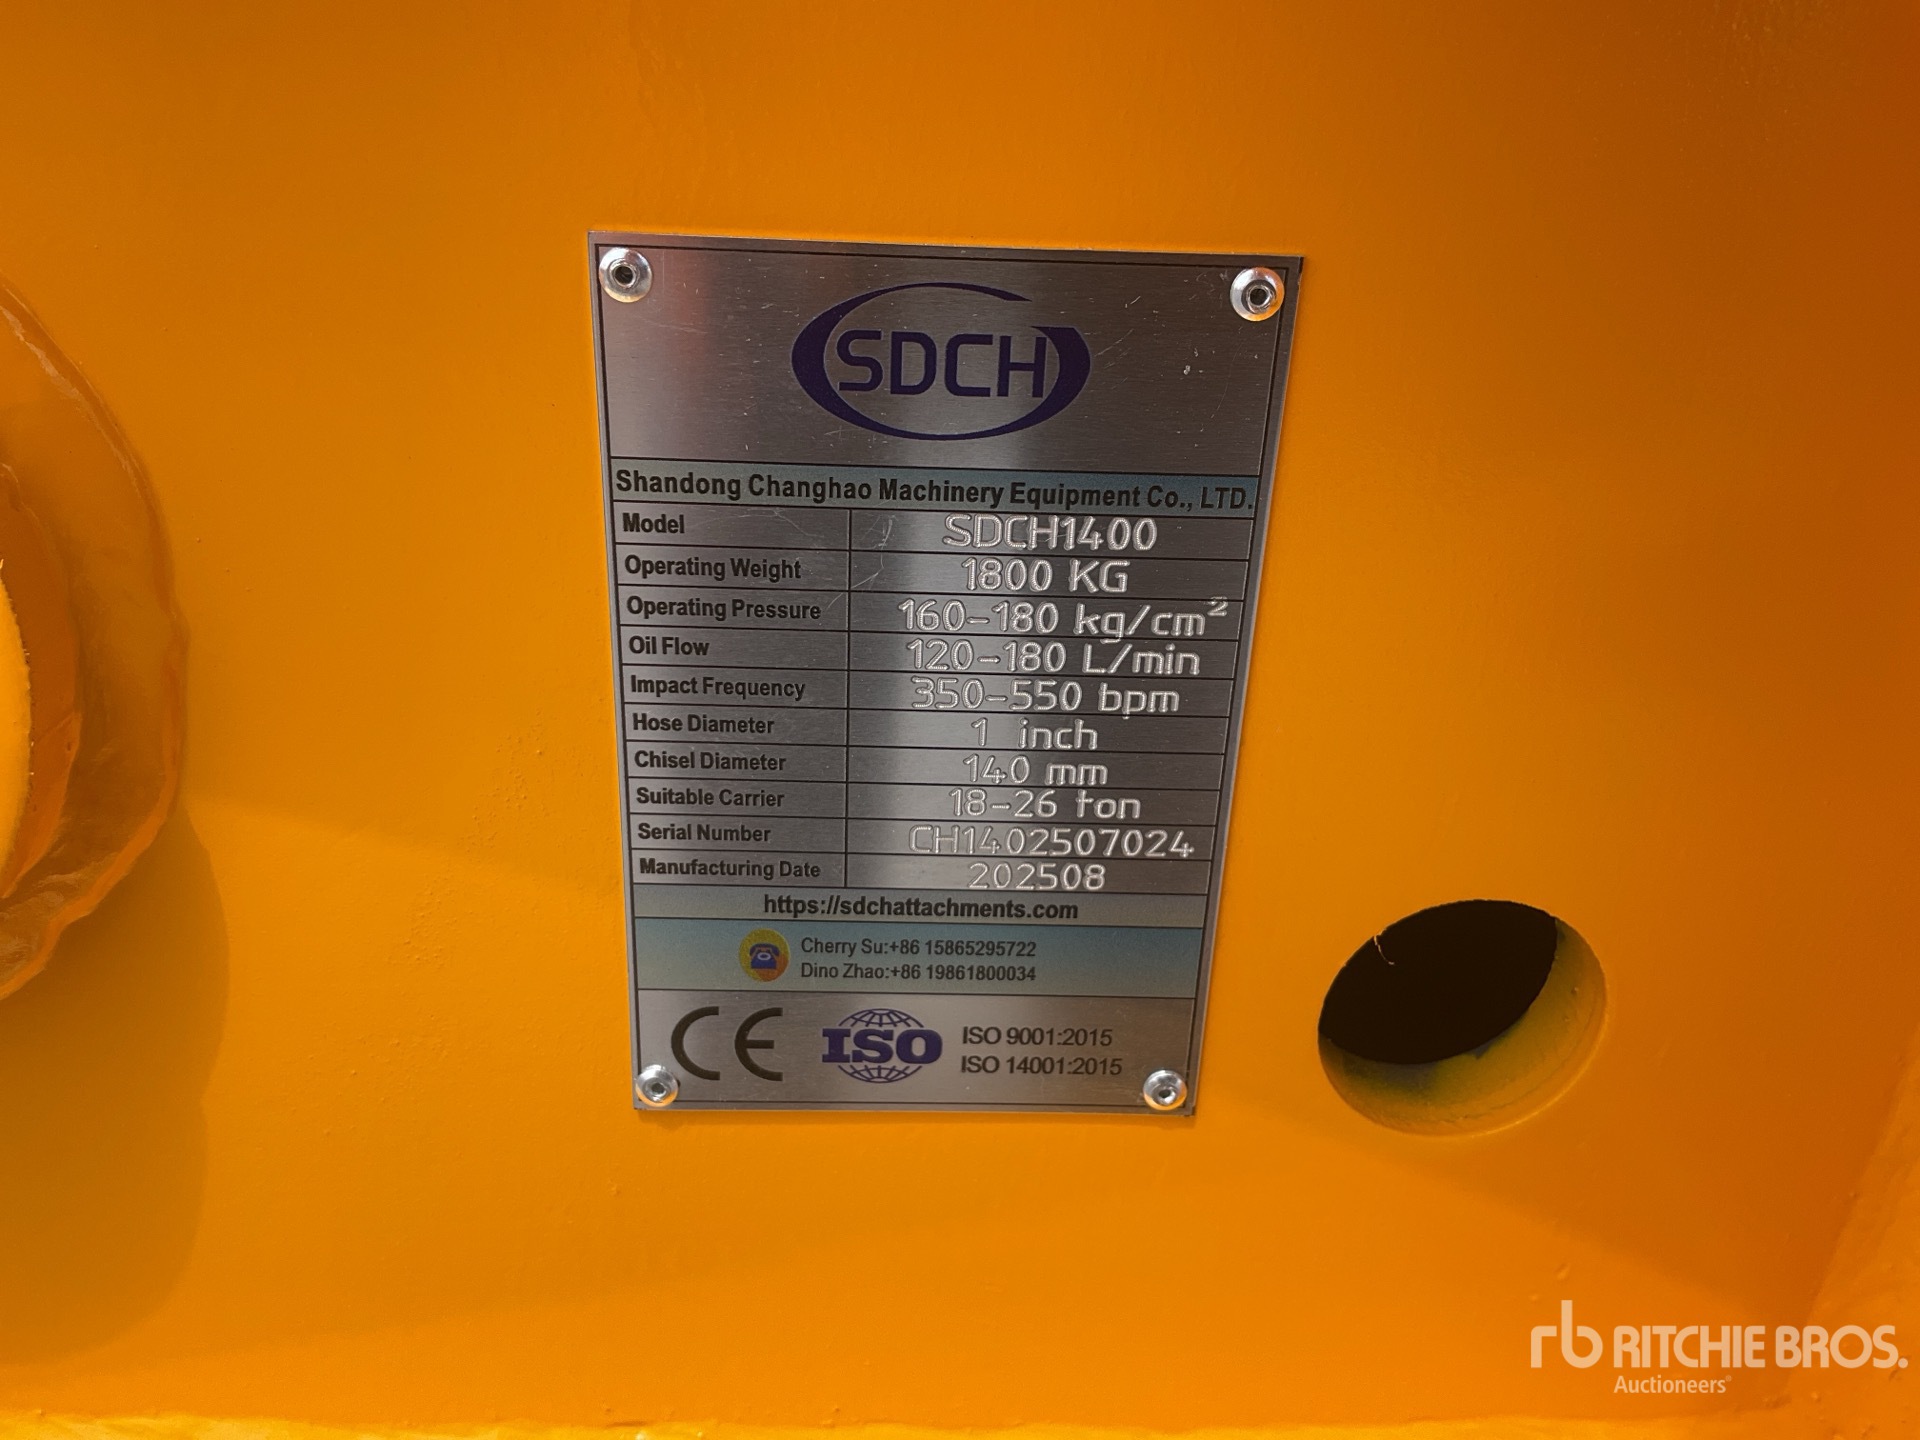 SDCH
Shandong Changhao Machinery Equipment Co., LTD.
Model SDCH1400
Operating Weight 1800 KG
Operating Pressure 160-180 kg/cm²
Oil Flow 120-180 L/min
Impact Frequency 350-550 bpm
Hose Diameter 1 inch
Chisel Diameter 140 mm
Suitable Carrier 18-26 ton
Serial Number CH1402507024
Manufacturing Date 202508
https://sdchattachments.com
Cherry Su:+86 15865295722
Dino Zhao:+86 19861800034
CE ISO ISO 9001:2015
ISO 14001:2015
rb RITCHIE BROS.
Auctioneers